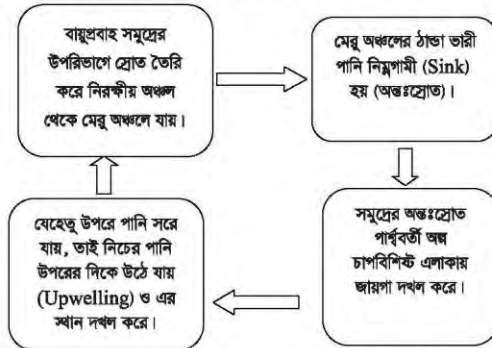 বায়ুপ্রবাহ সমুদ্রের
উপরিভাগে স্রোত তৈরি
করে নিরক্ষীয় অঞ্চল
থেকে মেরু অঞ্চলে যায়।
মেরু অঞ্চলের ঠান্ডা ভারী
পানি নিম্নগামী (Sink)
হয় (অন্তঃস্রোত)।
সমুদ্রের অন্তঃস্রোত
পার্শ্ববর্তী অল্প
চাপবিশিষ্ট এলাকায়
জায়গা দখল করে।
যেহেতু উপরে পানি সরে
যায়, তাই নিচের পানি
উপরের দিকে উঠে যায়
(Upwelling) ও এর
স্থান দখল করে।